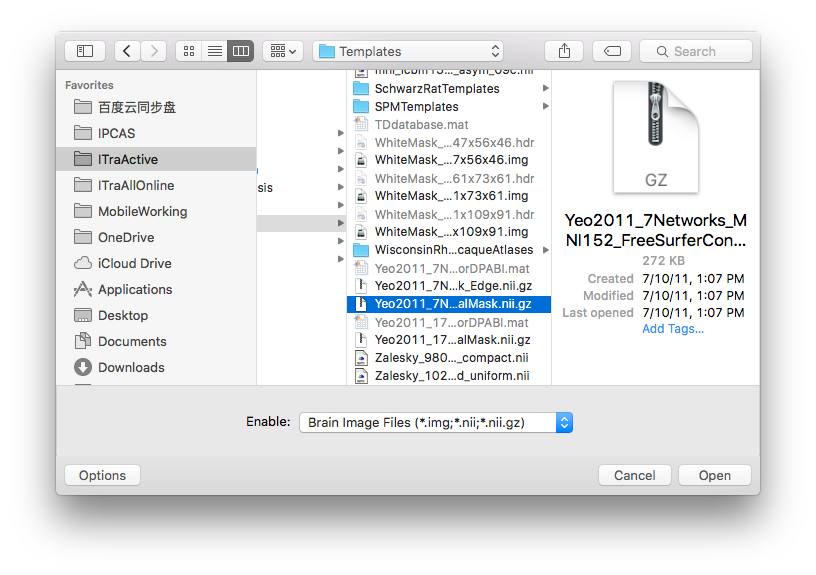 Templates
Search
Favorites
百度云同步盘
IPCAS
ITraActive
ITraAllOnline
MobileWorking
OneDrive
iCloud Drive
Applications
Desktop
Documents
Downloads
sis
SchwarzRatTemplates
SPMTemplates
TDdatabase.mat
WhiteMask_...47x56x46.hdr
WhiteMask_...7x56x46.img
WhiteMask_...61x73x61.hdr
WhiteMask_...1x73x61.img
WhiteMask_...1x109x91.hdr
WhiteMask_...x109x91.img
WisconsinRh...caqueAtlases
Yeo2011_7N...orDPABI.mat
Yeo2011_7N...k_Edge.nii.gz
Yeo2011_7N...alMask.nii.gz
Yeo2011_17...orDPABI.mat
Yeo2011_17...alMask.nii.gz
Zalesky_980..._compact.nii
Zalesky_102...d_uniform.nii
GZ
Yeo2011_7Networks_M
NI152_FreeSurferCon...
272 KB
Created 7/10/11, 1:07 PM
Modified 7/10/11, 1:07 PM
Last opened 7/10/11, 1:07 PM
Add Tags...
Enable: Brain Image Files (*.img;*.nii;*.nii.gz)
Options
Cancel
Open